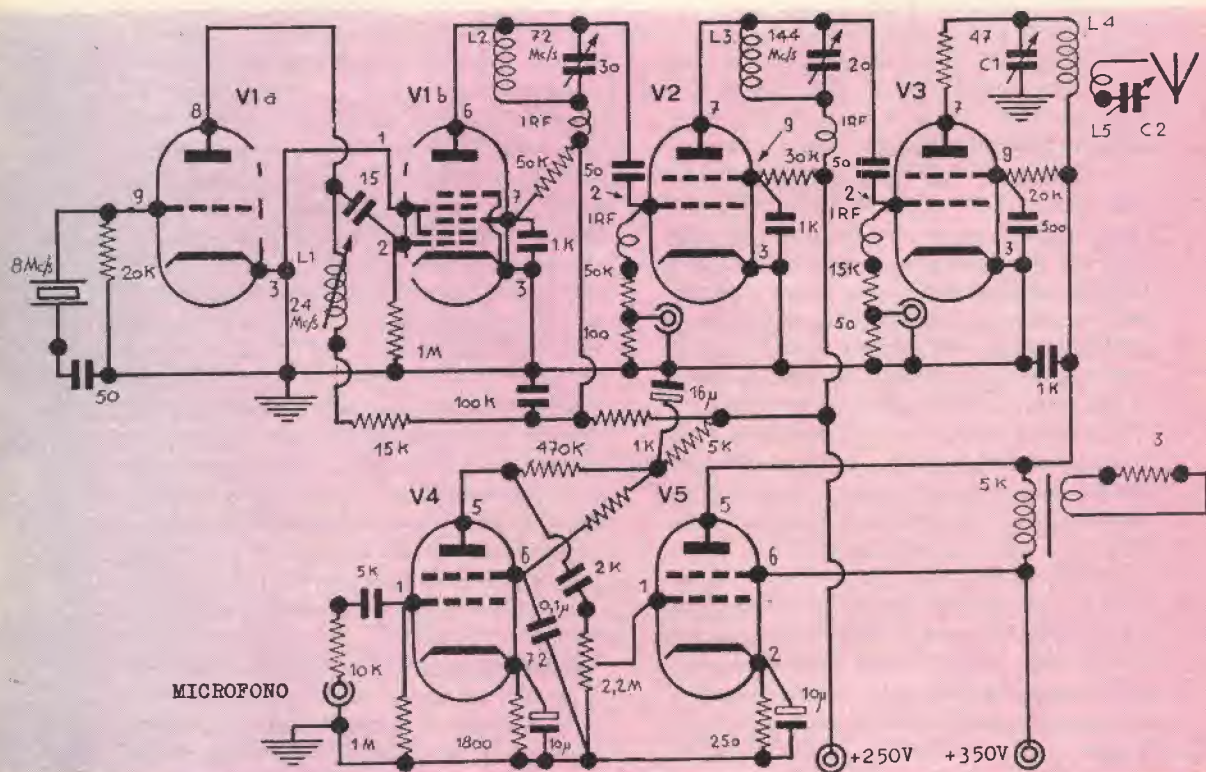 V1a
8
9
3
8 Mc/s
20K
50
L1
24
Mc/s
15
15K
V1b
6
1
2
7
3
1M
1K
100K
L2
72
Mc/s
30
IRF
50K
50
2
IRF
50K
100
V2
7
9
30K
1K
3
L3
144
Mc/s
20
IRF
50
2
IRF
15K
50
V3
7
9
20K
500
3
47
C1
L4
L5
C2
1K
16µ
1K
5K
470K
V4
5
6
1
72
5K
10K
MICROFONO
1M
1800
10µ
0,1µ
2K
2,2M
V5
5
6
1
2
250
10µ
5K
3
+250V
+350V